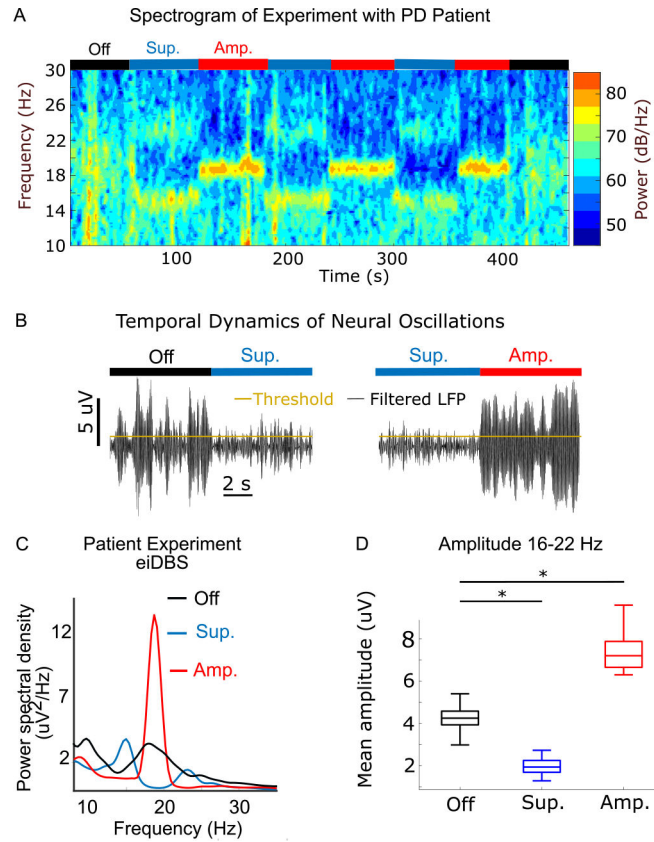 A
Spectrogram of Experiment with PD Patient
Off Sup. Amp.
Frequency (Hz)
30
26
22
18
14
10
100 200 300 400
Time (s)
80
70
60
50
Power (dB/Hz)
B
Temporal Dynamics of Neural Oscillations
Off Sup. Sup. Amp.
Threshold Filtered LFP
5 uV
2 s
C
Patient Experiment
eiDBS
Off
Sup.
Amp.
Power spectral density
(uV²/Hz)
12
7
2
10 20 30
Frequency (Hz)
D
Amplitude 16-22 Hz
*
*
Mean amplitude (uV)
8
6
4
2
Off Sup. Amp.